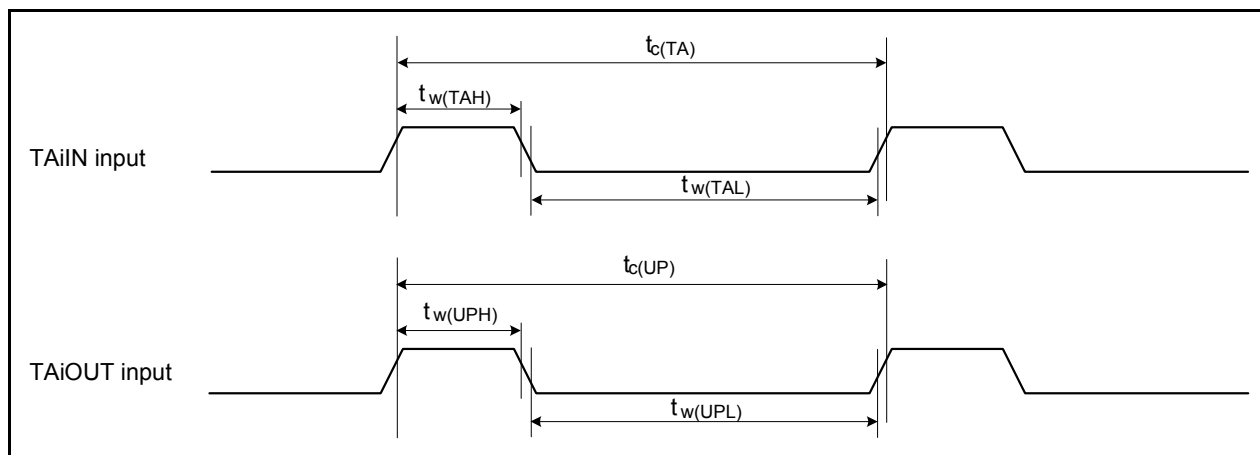 tc(TA)
tw(TAH)
TAiIN input
tw(TAL)
tc(UP)
tw(UPH)
TAiOUT input
tw(UPL)